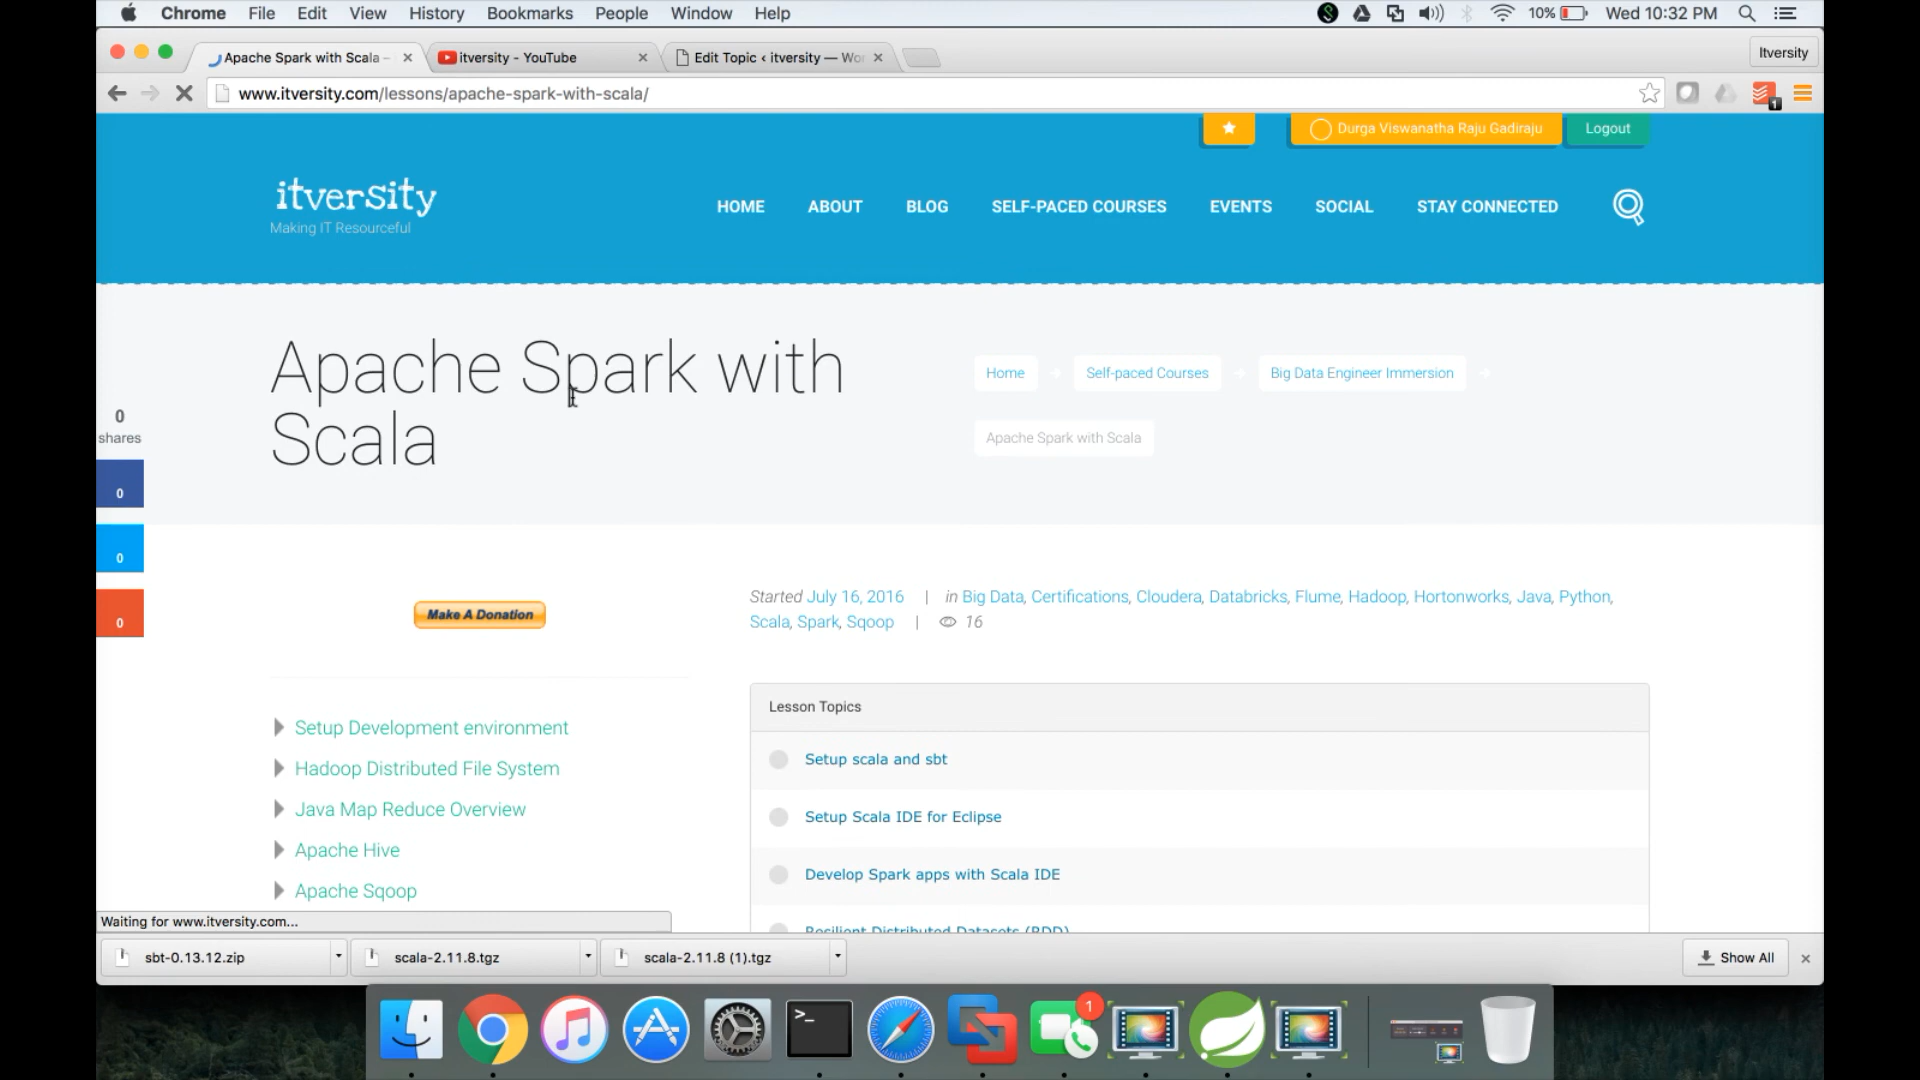 Chrome File Edit View History Bookmarks People Window Help 10% Wed 10:32 PM
Apache Spark with Scala – itversity - YouTube Edit Topic ‹ itversity — Wor Itversity
www.itversity.com/lessons/apache-spark-with-scala/
1
Durga Viswanatha Raju Gadiraju Logout
itversity
Making IT Resourceful
HOME ABOUT BLOG SELF-PACED COURSES EVENTS SOCIAL STAY CONNECTED
Apache Spark with
Scala
Home Self-paced Courses Big Data Engineer Immersion
Apache Spark with Scala
0
shares
0
0
0
Make A Donation
Started July 16, 2016 | in Big Data, Certifications, Cloudera, Databricks, Flume, Hadoop, Hortonworks, Java, Python,
Scala, Spark, Sqoop | 16
Setup Development environment
Hadoop Distributed File System
Java Map Reduce Overview
Apache Hive
Apache Sqoop
Lesson Topics
Setup scala and sbt
Setup Scala IDE for Eclipse
Develop Spark apps with Scala IDE
Resilient Distributed Datasets (RDD)
Waiting for www.itversity.com...
sbt-0.13.12.zip scala-2.11.8.tgz scala-2.11.8 (1).tgz Show All
1